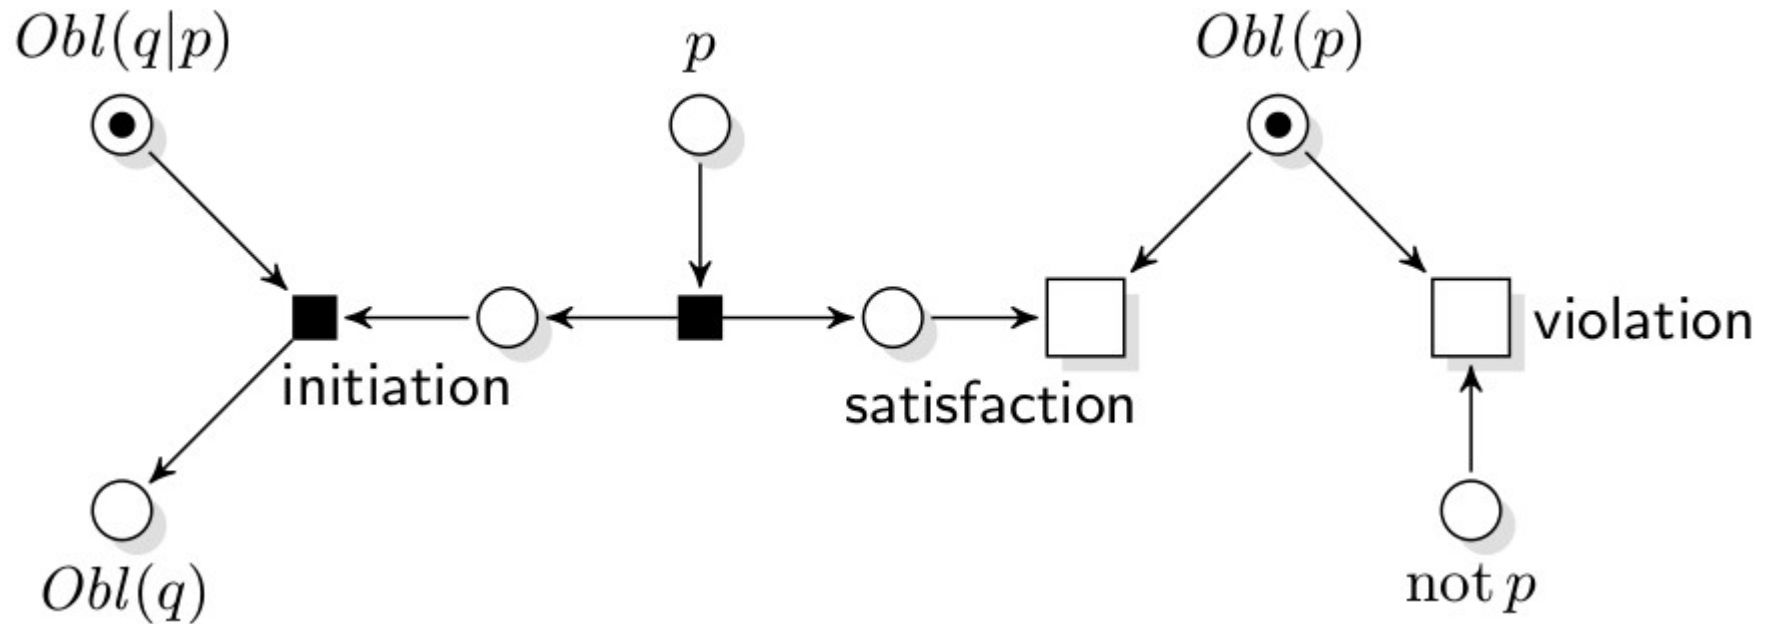 Obl(q|p)
p
Obl(p)
violation
initiation
satisfaction
Obl(q)
not p